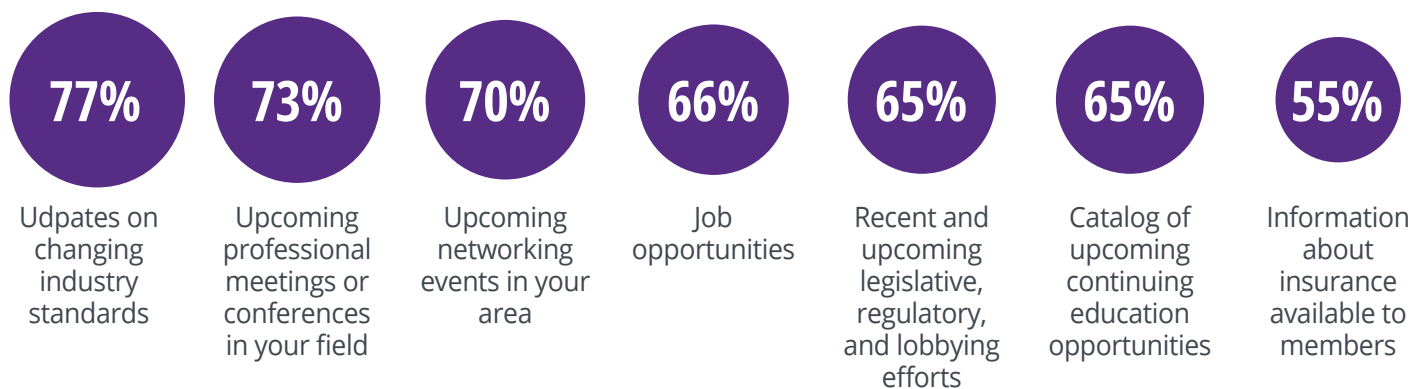 77%
73%
70%
66%
65%
65%
55%
Udpates on
changing
industry
standards
Upcoming
professional
meetings or
conferences
in your field
Upcoming
networking
events in your
area
Job
opportunities
Recent and
upcoming
legislative,
regulatory,
and lobbying
efforts
Catalog of
upcoming
continuing
education
opportunities
Information
about
insurance
available to
members